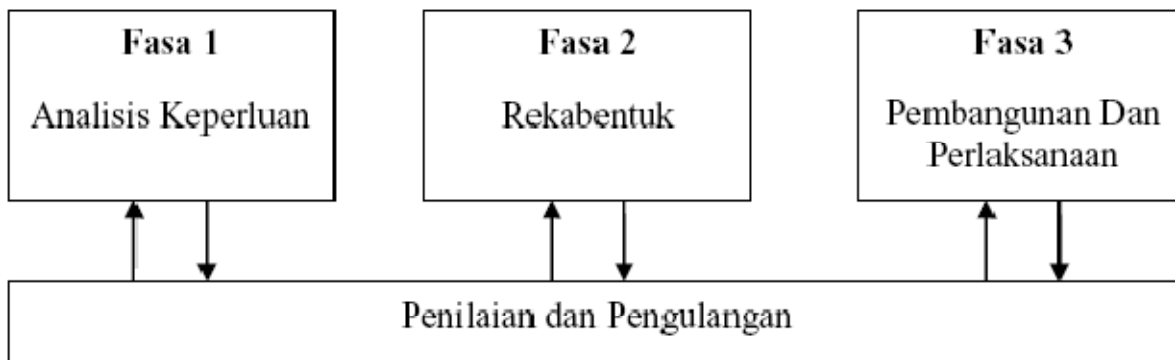 Fasa 1
Analisis Keperluan
Fasa 2
Rekabentuk
Fasa 3
Pembangunan Dan
Perlaksanaan
Penilaian dan Pengulangan